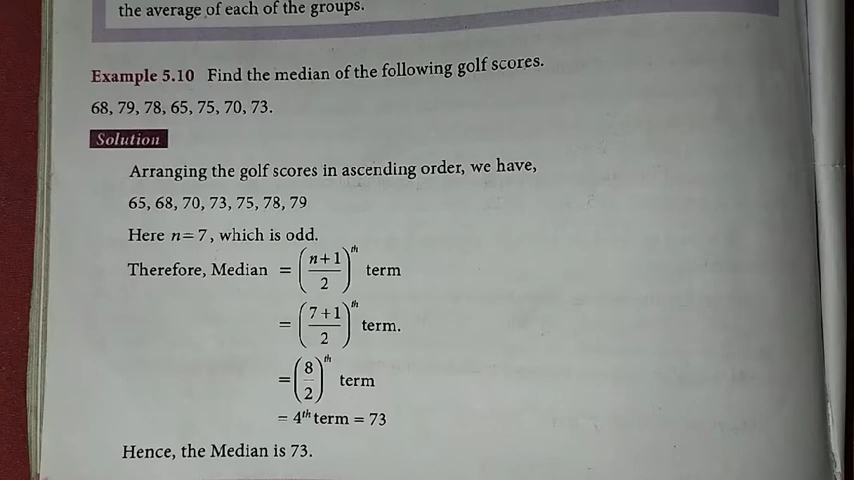 the average of each of the groups.
Example 5.10 Find the median of the following golf scores.
68, 79, 78, 65, 75, 70, 73.
Solution
Arranging the golf scores in ascending order, we have,
65, 68, 70, 73, 75, 78, 79
Here n = 7, which is odd.
Therefore, Median = ((n+1)/2)^th term
= ((7+1)/2)^th term.
= (8/2)^th term
= 4^th term = 73
Hence, the Median is 73.